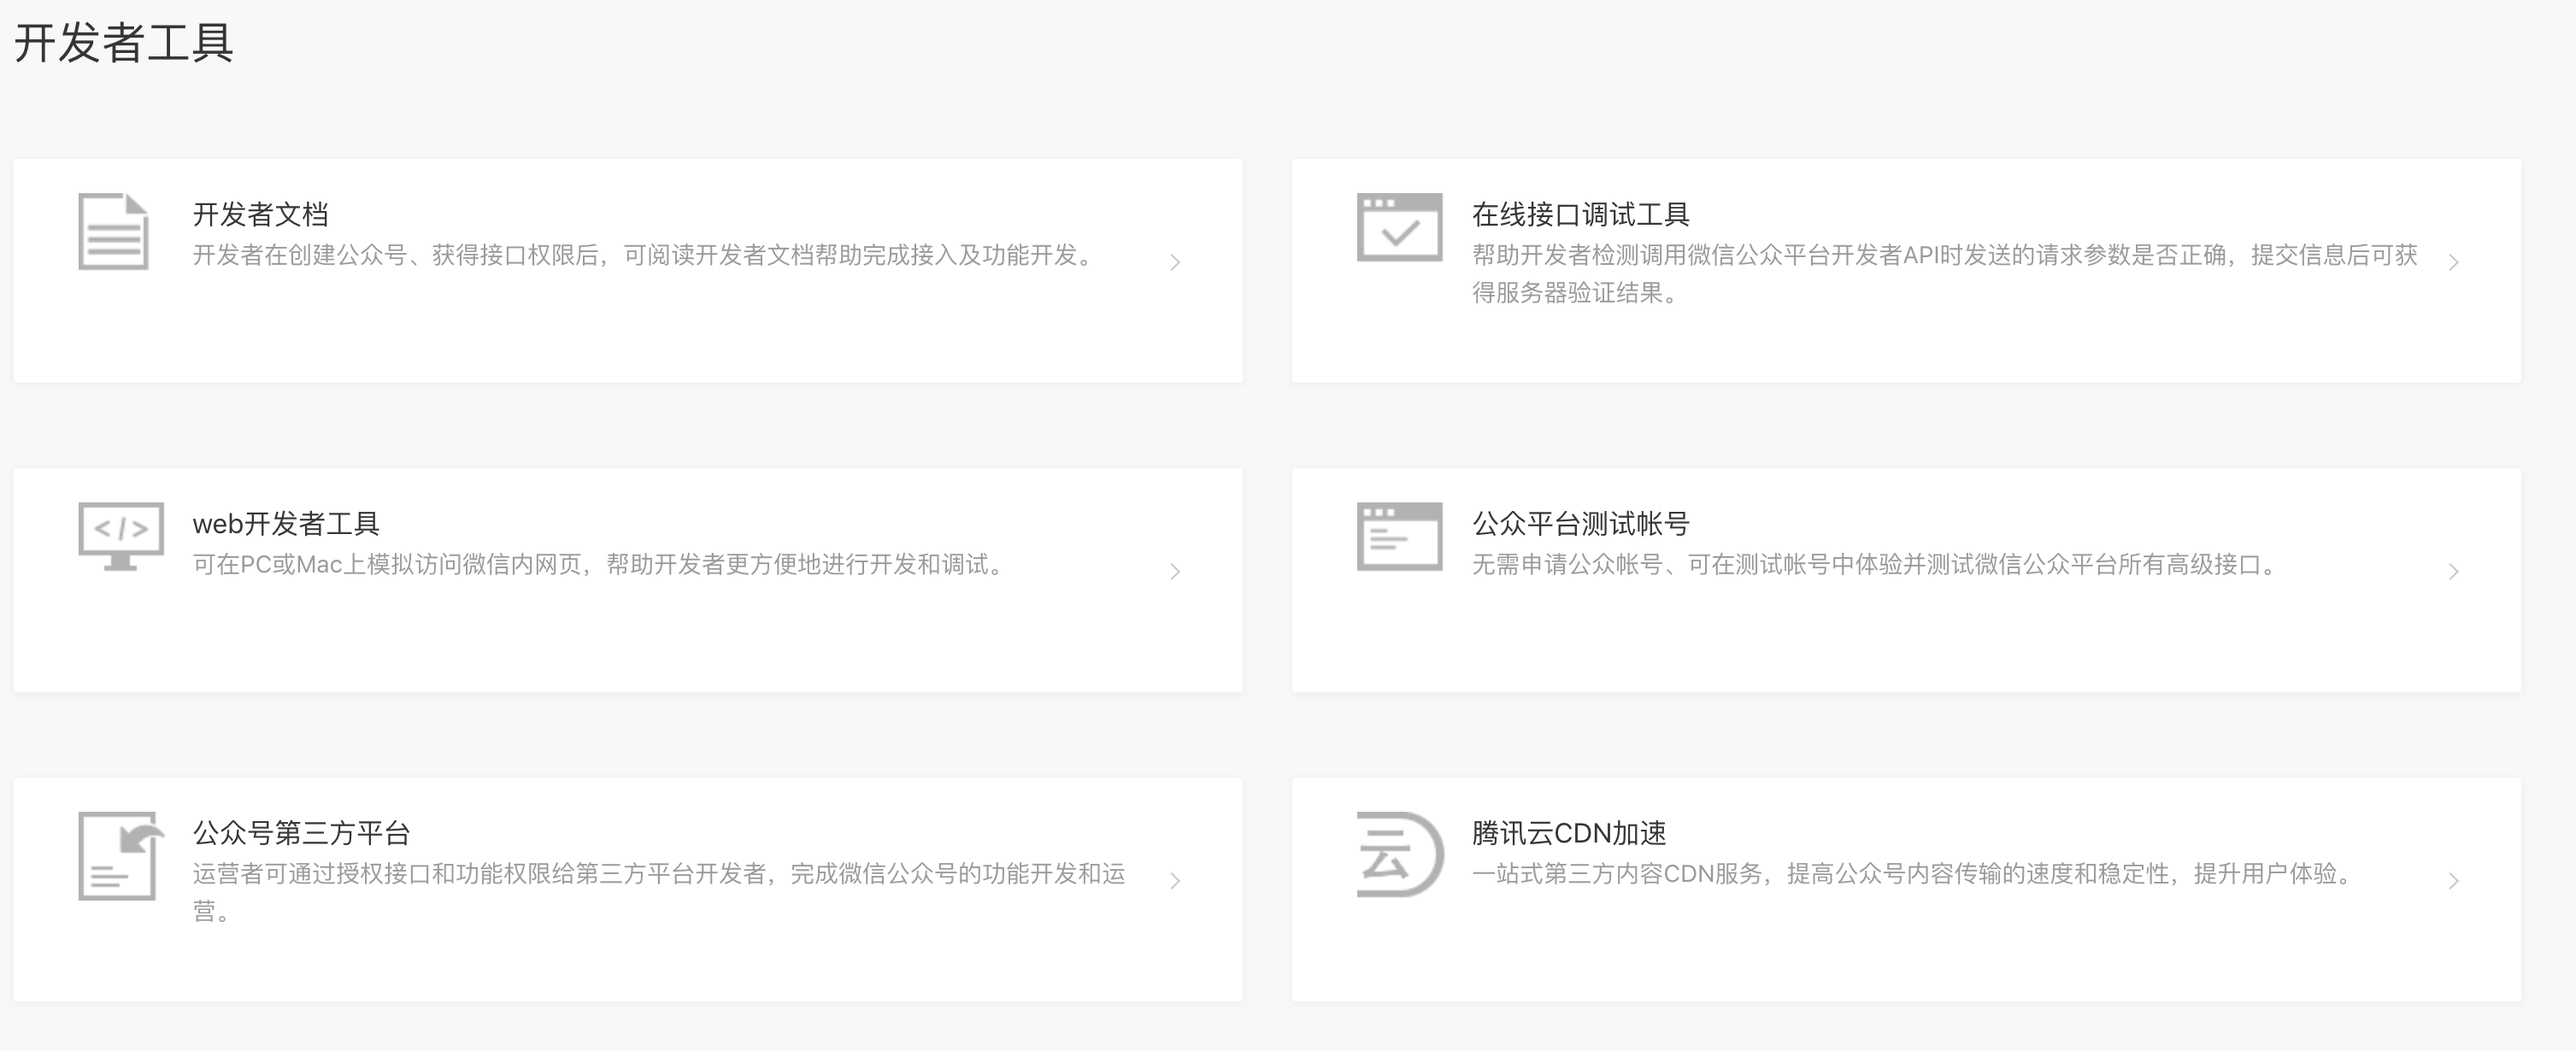 开发者工具
开发者文档
开发者在创建公众号、获得接口权限后，可阅读开发者文档帮助完成接入及功能开发。
在线接口调试工具
帮助开发者检测调用微信公众平台开发者API时发送的请求参数是否正确，提交信息后可获
得服务器验证结果。
web开发者工具
可在PC或Mac上模拟访问微信内网页，帮助开发者更方便地进行开发和调试。
公众平台测试帐号
无需申请公众帐号、可在测试帐号中体验并测试微信公众平台所有高级接口。
公众号第三方平台
运营者可通过授权接口和功能权限给第三方平台开发者，完成微信公众号的功能开发和运
营。
云
腾讯云CDN加速
一站式第三方内容CDN服务，提高公众号内容传输的速度和稳定性，提升用户体验。